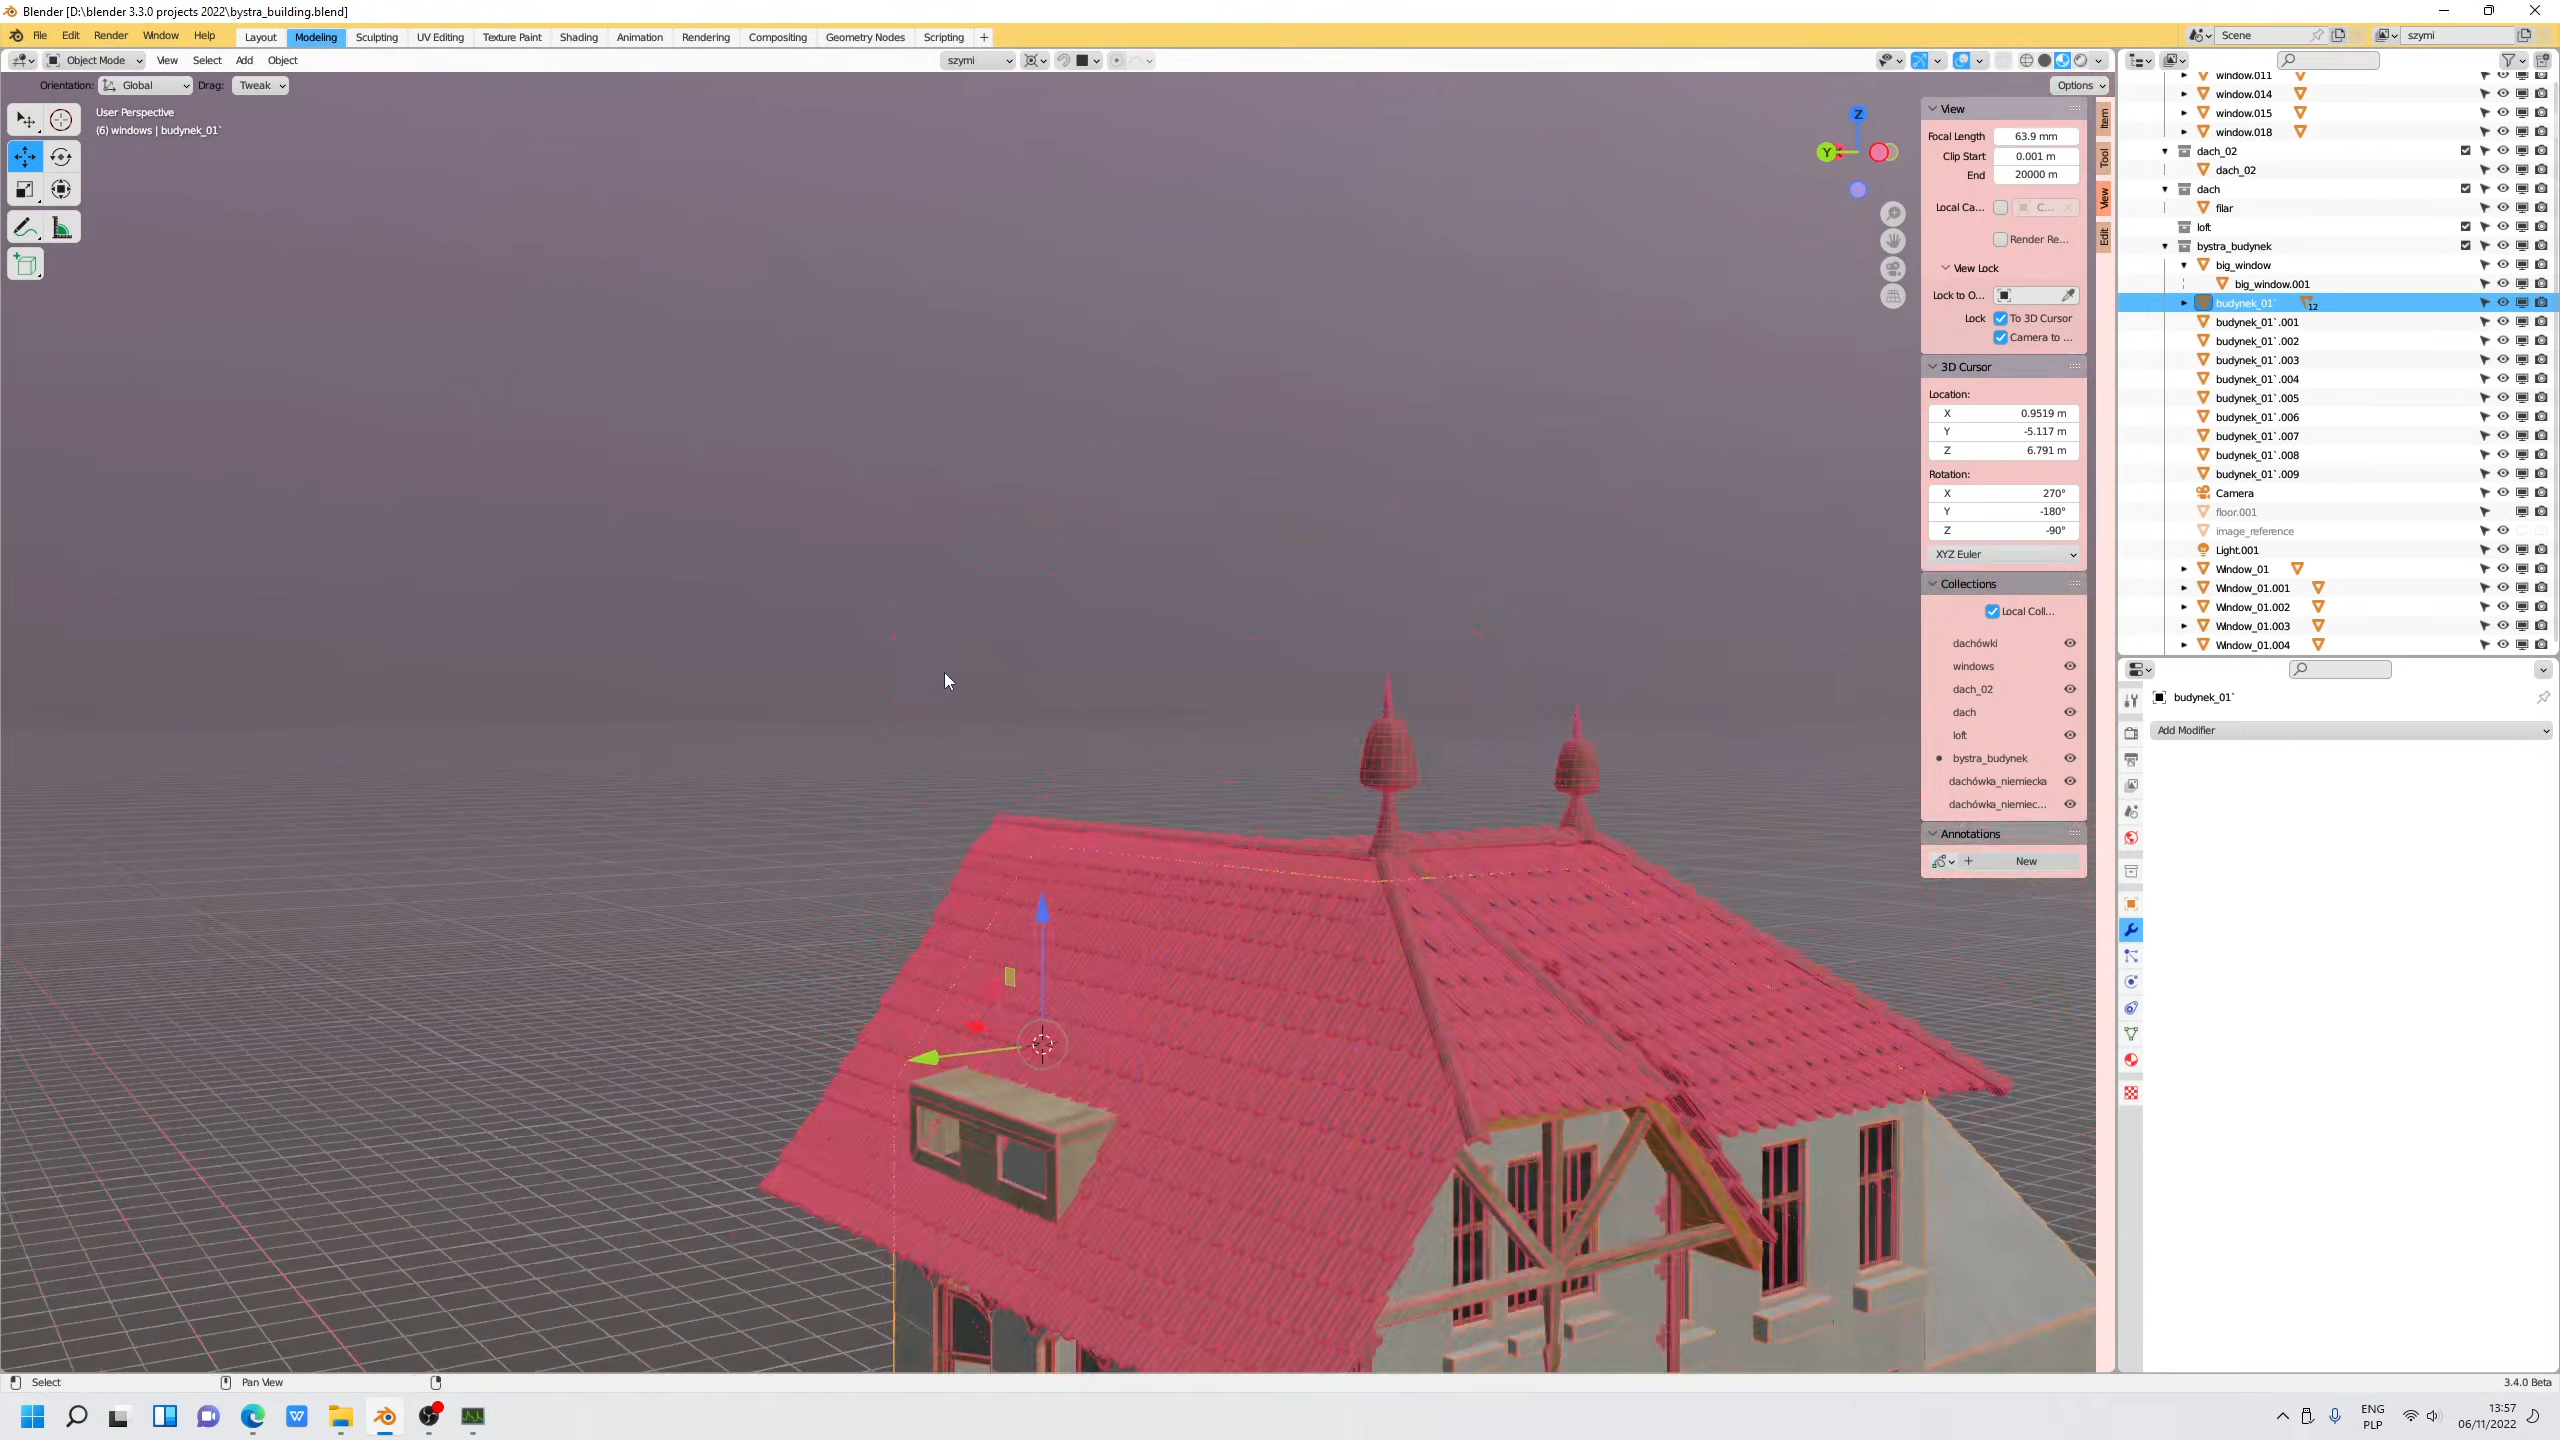 Blender [D:\blender 3.3.0 projects 2022\bystra_building.blend]
File Edit Render Window Help Layout Modeling Sculpting UV Editing Texture Paint Shading Animation Rendering Compositing Geometry Nodes Scripting + Scene szymi
Object Mode View Select Add Object szymi
Orientation: Global Drag: Tweak Options
User Perspective
(6) windows | budynek_01`
Z
Y
View
Focal Length 63.9 mm
Clip Start 0.001 m
End 20000 m
Local Ca... C...
Render Re...
View Lock
Lock to O...
Lock To 3D Cursor
Camera to ...
3D Cursor
Location:
X 0.9519 m
Y -5.117 m
Z 6.791 m
Rotation:
X 270°
Y -180°
Z -90°
XYZ Euler
Collections
Local Coll...
dachówki
windows
dach_02
dach
loft
bystra_budynek
dachówka_niemiecka
dachówka_niemiec...
Annotations
+ New
Item
Tool
View
Edit
window.011
window.014
window.015
window.018
dach_02
dach_02
dach
filar
loft
bystra_budynek
big_window
big_window.001
budynek_01` 12
budynek_01`.001
budynek_01`.002
budynek_01`.003
budynek_01`.004
budynek_01`.005
budynek_01`.006
budynek_01`.007
budynek_01`.008
budynek_01`.009
Camera
floor.001
image_reference
Light.001
Window_01
Window_01.001
Window_01.002
Window_01.003
Window_01.004
budynek_01`
Add Modifier
Select Pan View 3.4.0 Beta
ENG
PLP
13:57
06/11/2022